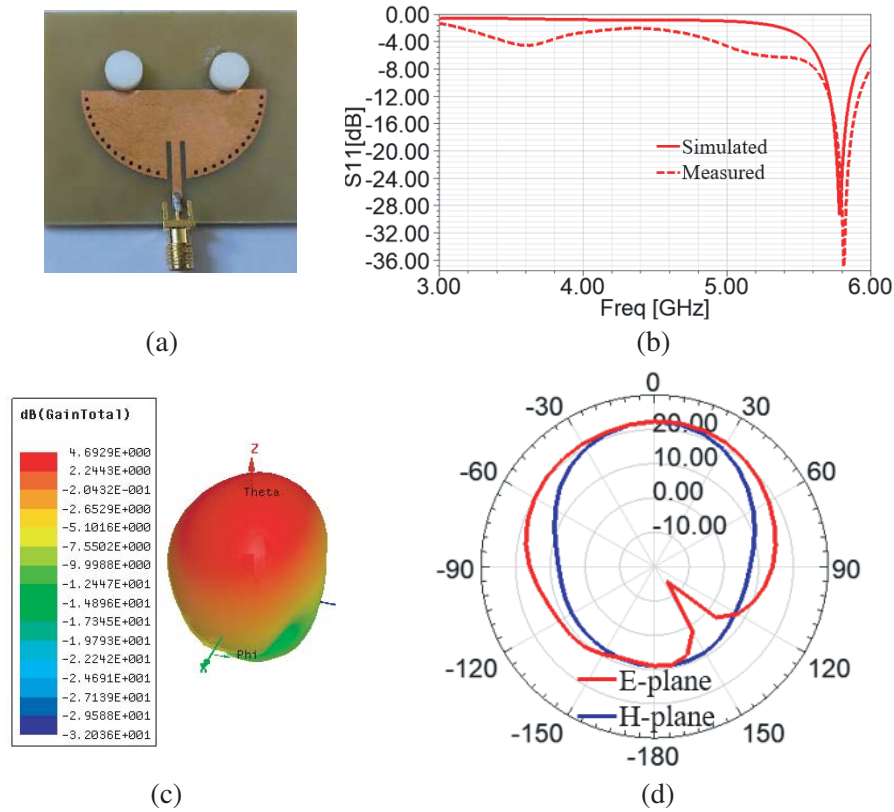 0.00
-4.00
-8.00
-12.00
-16.00
-20.00
-24.00
-28.00
-32.00
-36.00
S11[dB]
Simulated
Measured
3.00 4.00 5.00 6.00
Freq [GHz]
(a) (b)
dB(GainTotal)
4.6929E+000
2.2443E+000
-2.0432E-001
-2.6529E+000
-5.1016E+000
-7.5502E+000
-9.9988E+000
-1.2447E+001
-1.4896E+001
-1.7345E+001
-1.9793E+001
-2.2242E+001
-2.4691E+001
-2.7139E+001
-2.9588E+001
-3.2036E+001
Z
Theta
Phi
X
0
-30 30
20.00
-60 60
10.00
0.00
-10.00
-90 90
-120 120
E-plane
H-plane
-150 150
-180
(c) (d)